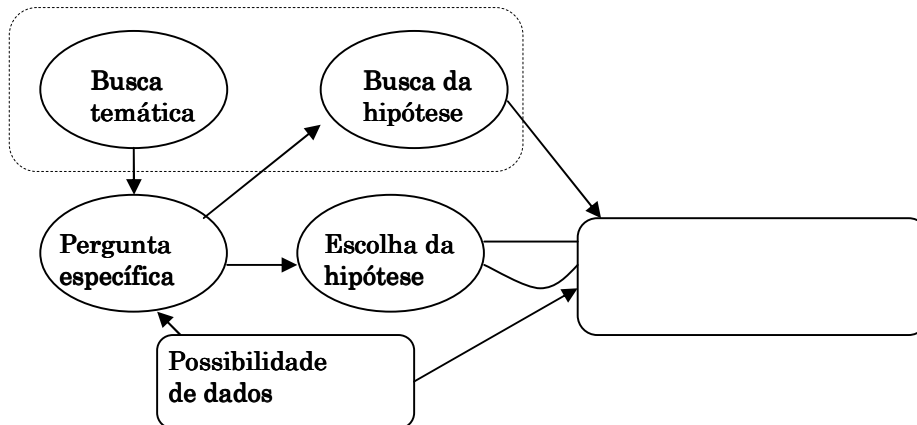 Busca
temática
Busca da
hipótese
Pergunta
específica
Escolha da
hipótese
Possibilidade
de dados